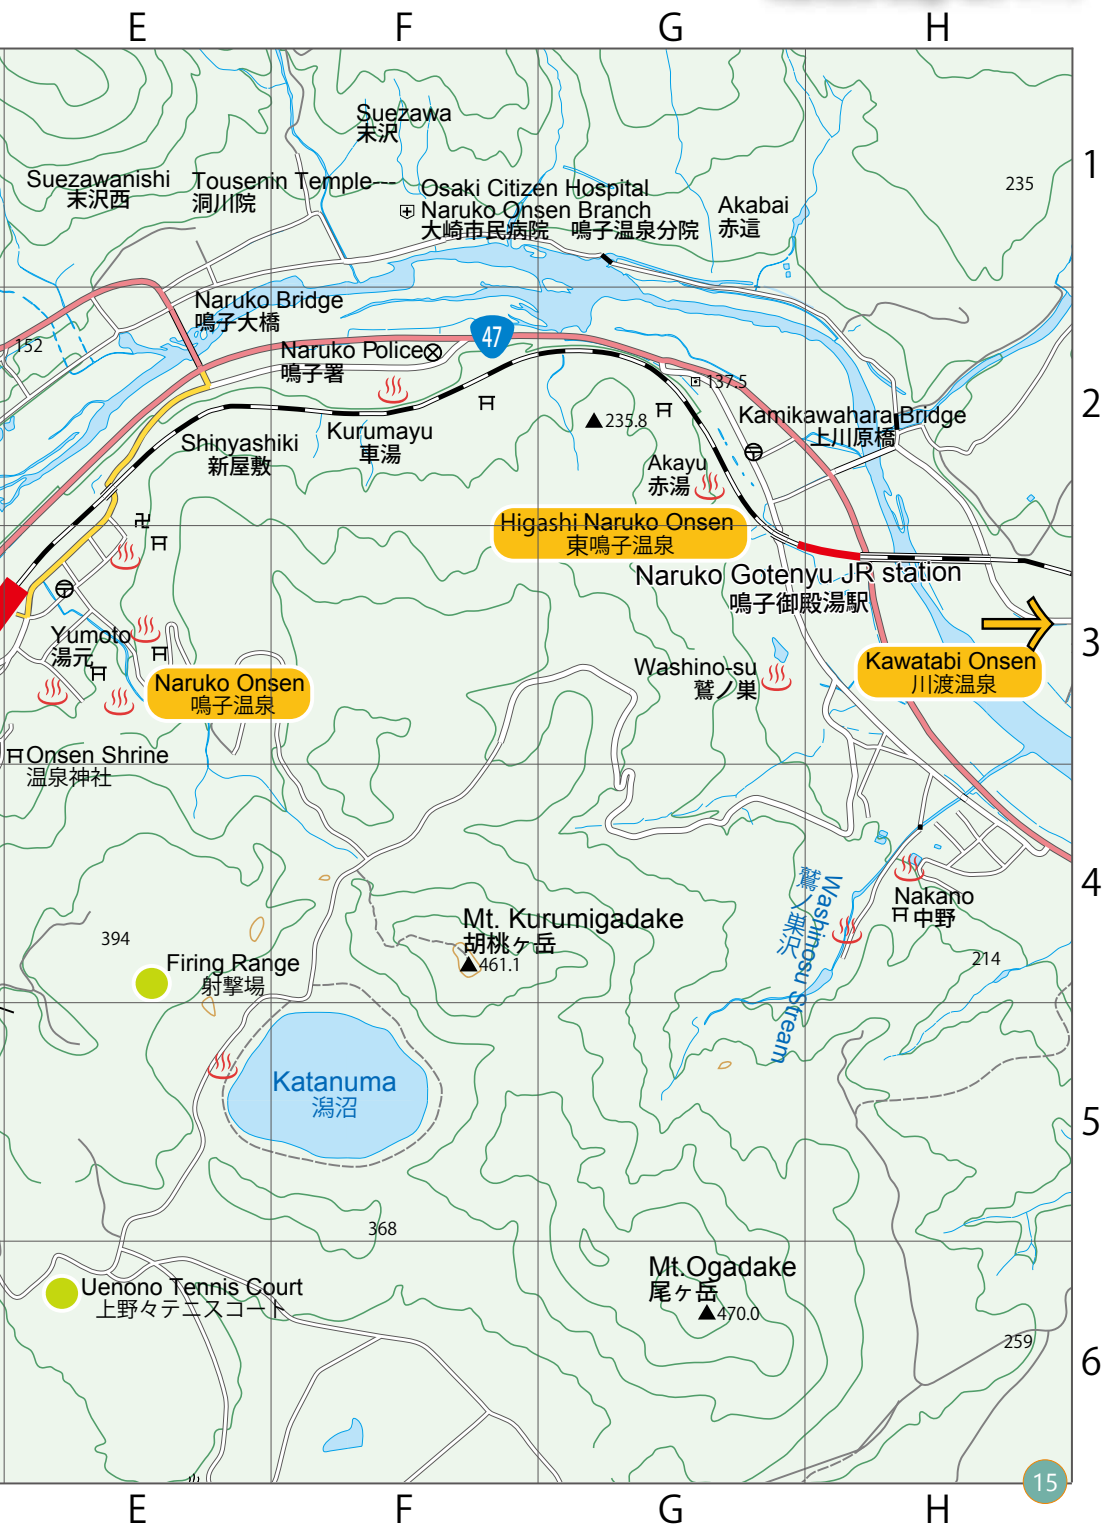 E F G H
1
2
3
4
5
6
Suezawa
末沢
Suezawanishi
末沢西
Tousenin Temple---
洞川院
Osaki Citizen Hospital
Naruko Onsen Branch
大崎市民病院 鳴子温泉分院
Akabai
赤這
235
Naruko Bridge
鳴子大橋
152
47
Naruko Police
鳴子署
137.5
235.8
Kamikawahara Bridge
上川原橋
Shinyashiki
新屋敷
Kurumayu
車湯
Akayu
赤湯
Higashi Naruko Onsen
東鳴子温泉
Naruko Gotenyu JR station
鳴子御殿湯駅
Yumoto
湯元
Naruko Onsen
鳴子温泉
Washino-su
鷲ノ巣
Kawatabi Onsen
川渡温泉
Onsen Shrine
温泉神社
Washinosu Stream
鷲ノ巣沢
Nakano
中野
Mt. Kurumigadake
胡桃ヶ岳
461.1
394
Firing Range
射撃場
214
Katanuma
潟沼
368
Mt.Ogadake
尾ヶ岳
470.0
Uenono Tennis Court
上野々テニスコート
259
15
E F G H